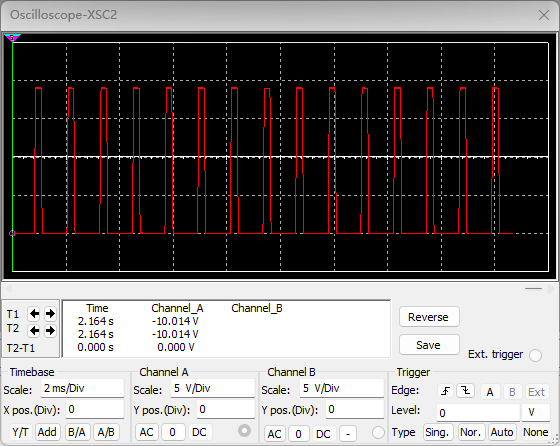 Oscilloscope-XSC2
Time Channel_A Channel_B
T1 2.164 s -10.014 V
T2 2.164 s -10.014 V
T2-T1 0.000 s 0.000 V
Reverse
Save
Ext. trigger
Timebase Channel A Channel B Trigger
Scale: 2 ms/Div Scale: 5 V/Div Scale: 5 V/Div Edge: A B Ext
X pos.(Div): 0 Y pos.(Div): 0 Y pos.(Div): 0 Level: 0 V
Y/T Add B/A A/B AC 0 DC AC 0 DC - Type Sing. Nor. Auto None